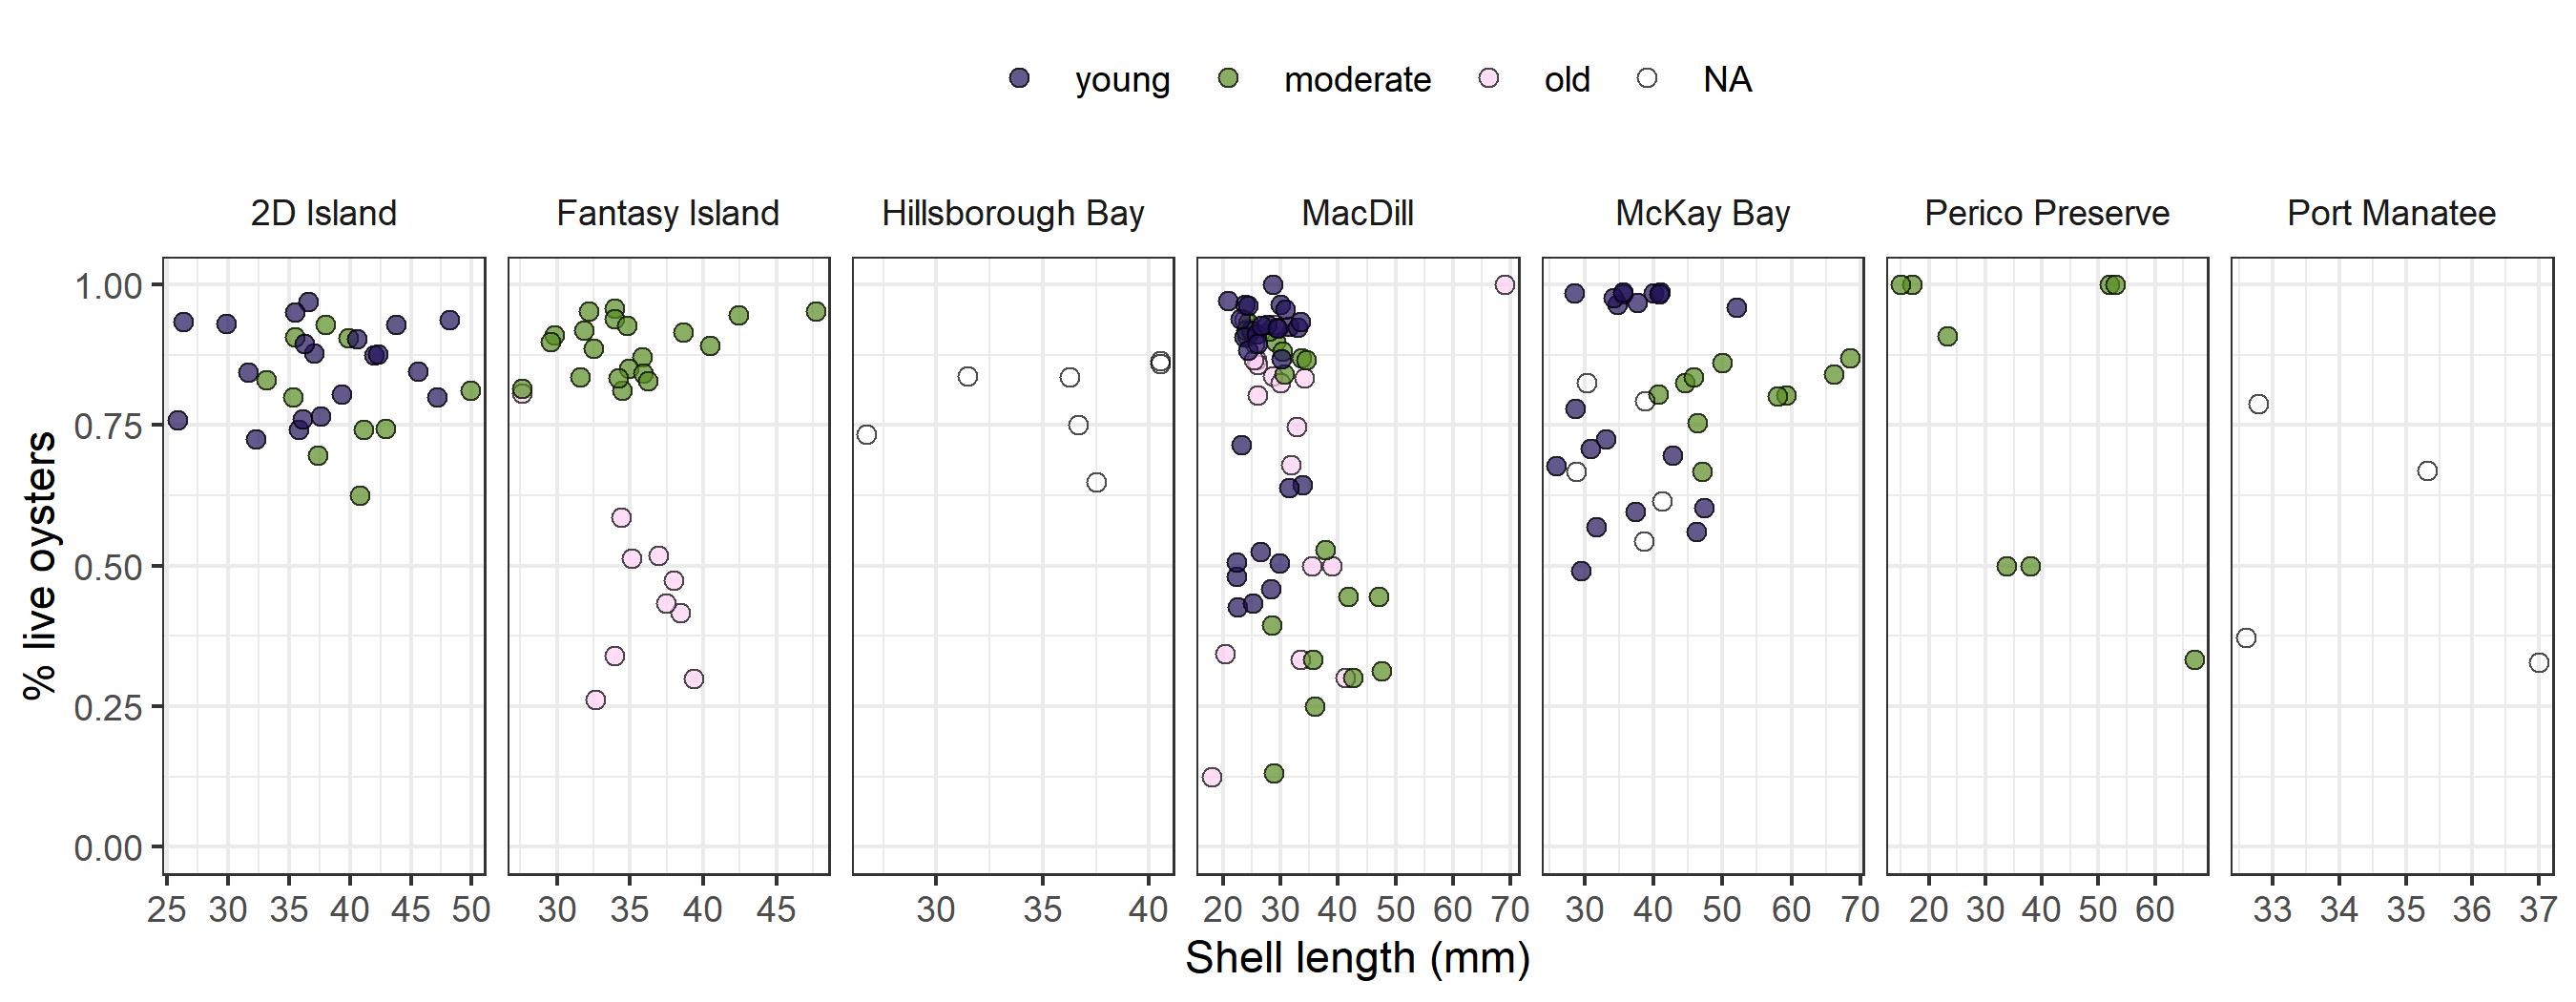 young moderate old NA
2D Island Fantasy Island Hillsborough Bay MacDill McKay Bay Perico Preserve Port Manatee
% live oysters
1.00
0.75
0.50
0.25
0.00
25 30 35 40 45 50 30 35 40 45 30 35 40 20 30 40 50 60 70 30 40 50 60 70 20 30 40 50 60 33 34 35 36 37
Shell length (mm)